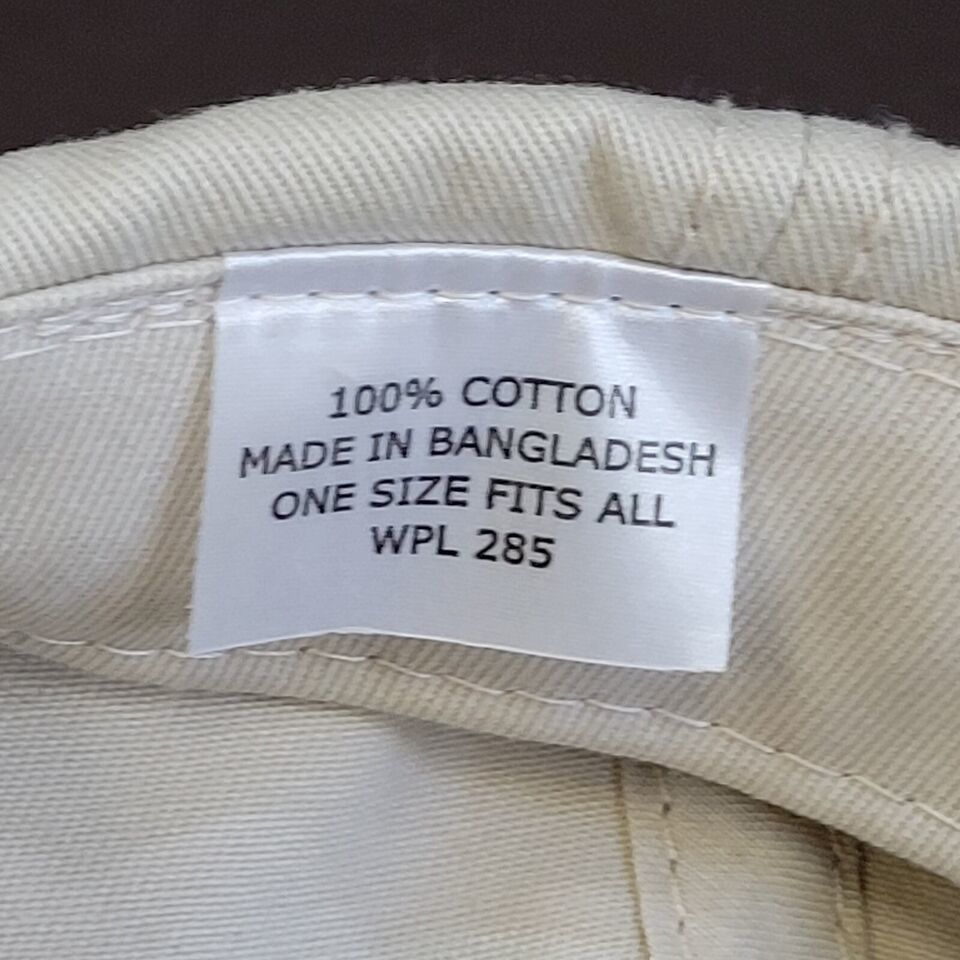 100% COTTON
MADE IN BANGLADESH
ONE SIZE FITS ALL
WPL 285